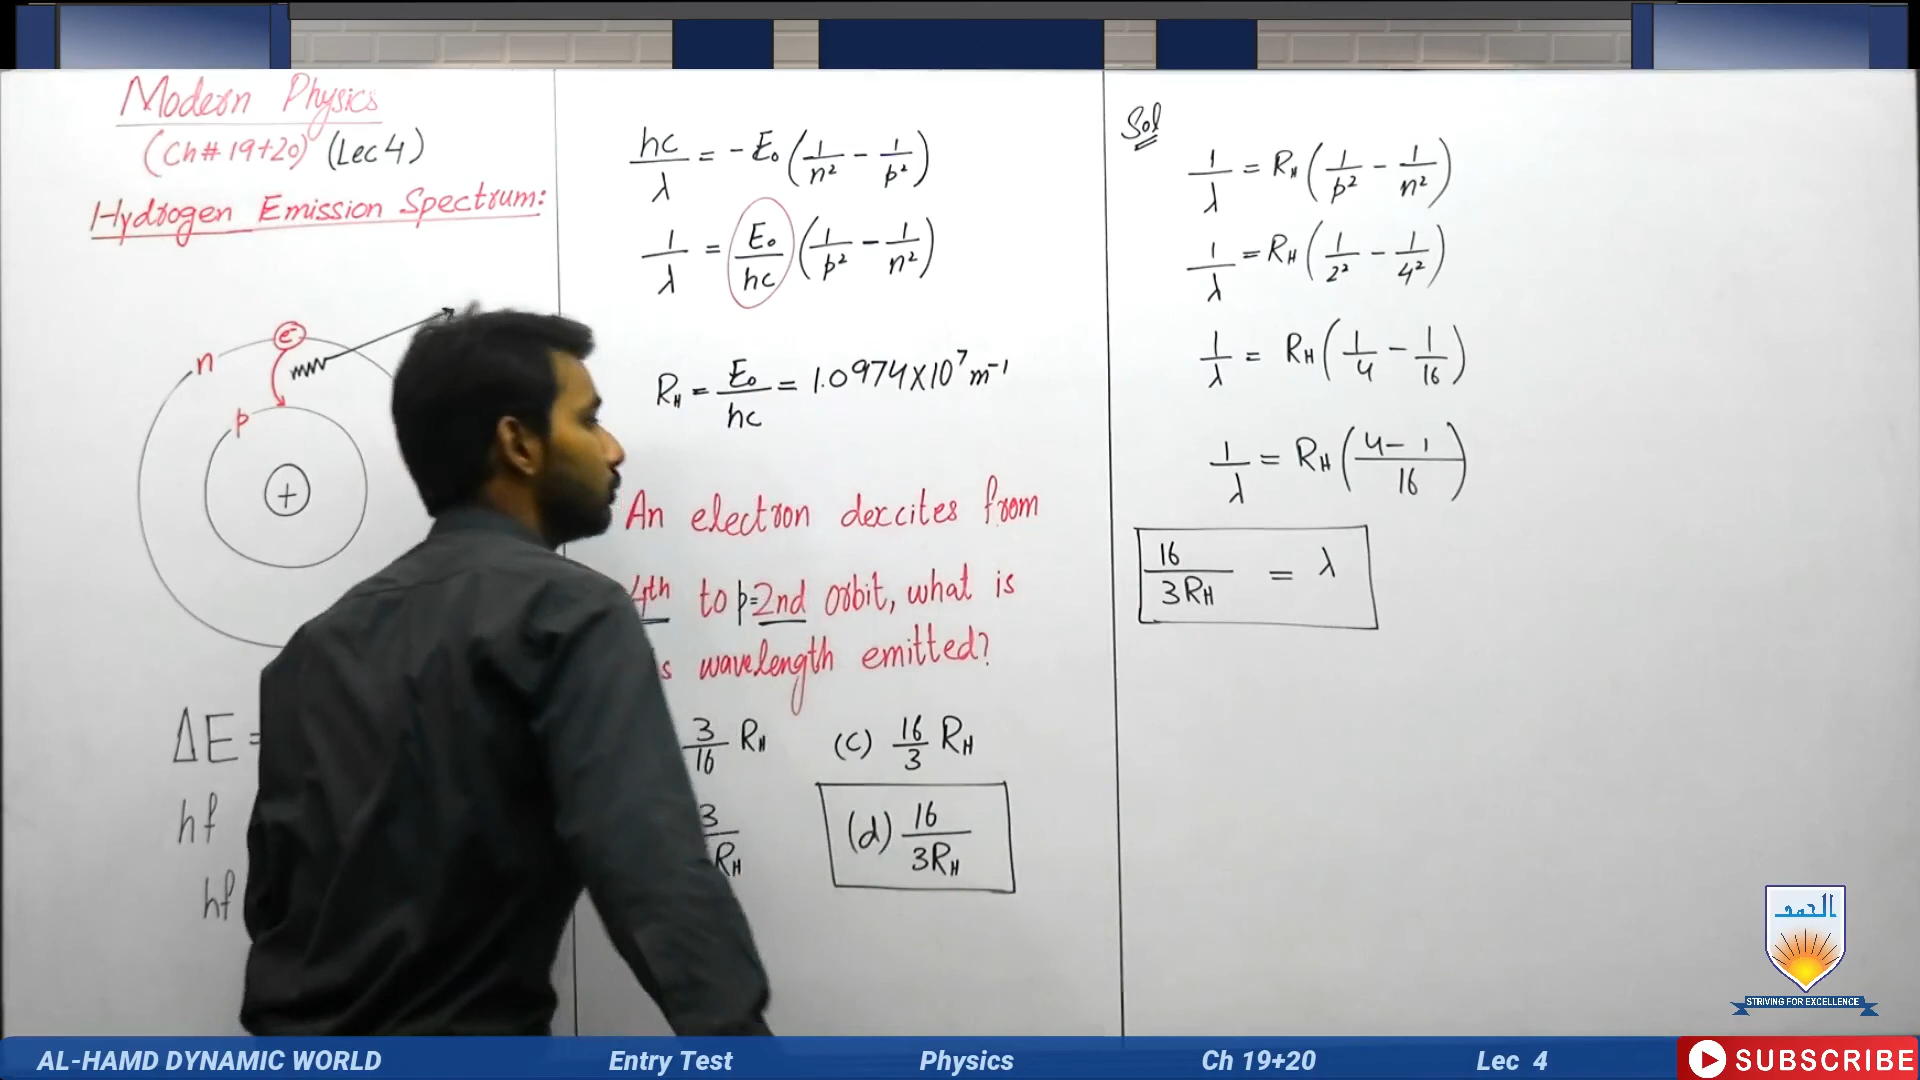 Modern Physics
(Ch# 19+20) (Lec 4)
Hydrogen Emission Spectrum:
n
e⁻
p
+
ΔE =
hf
hf
hc/λ = - E₀ (1/n² - 1/p²)
1/λ = E₀/hc (1/p² - 1/n²)
R_H = E₀/hc = 1.0974×10⁷ m⁻¹
An electron dexcites from
4th to p=2nd orbit, what is
wavelength emitted?
3/16 R_H (c) 16/3 R_H
3/R_H (d) 16/3R_H
Sol
1/λ = R_H (1/p² - 1/n²)
1/λ = R_H (1/2² - 1/4²)
1/λ = R_H (1/4 - 1/16)
1/λ = R_H (4-1/16)
16/3R_H = λ
الحمد
STRIVING FOR EXCELLENCE
AL-HAMD DYNAMIC WORLD Entry Test Physics Ch 19+20 Lec 4 SUBSCRIBE